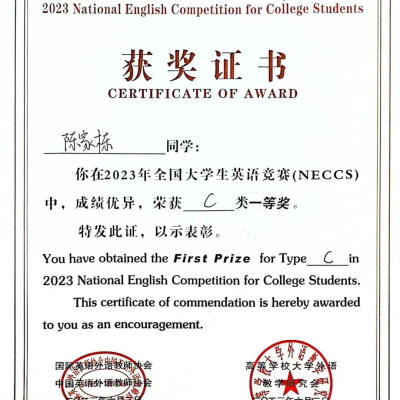 2023 National English Competition for College Students
获奖证书
CERTIFICATE OF AWARD
陈家栋 同学:
你在2023年全国大学生英语竞赛(NECCS)
中,成绩优异,荣获 C 类一等奖。
特发此证,以示表彰。
You have obtained the First Prize for Type C in
2023 National English Competition for College Students.
This certificate of commendation is hereby awarded
to you as an encouragement.
国际英语外语教师协会 高等学校大学外语
中国英语外语教师协会 教学研究会